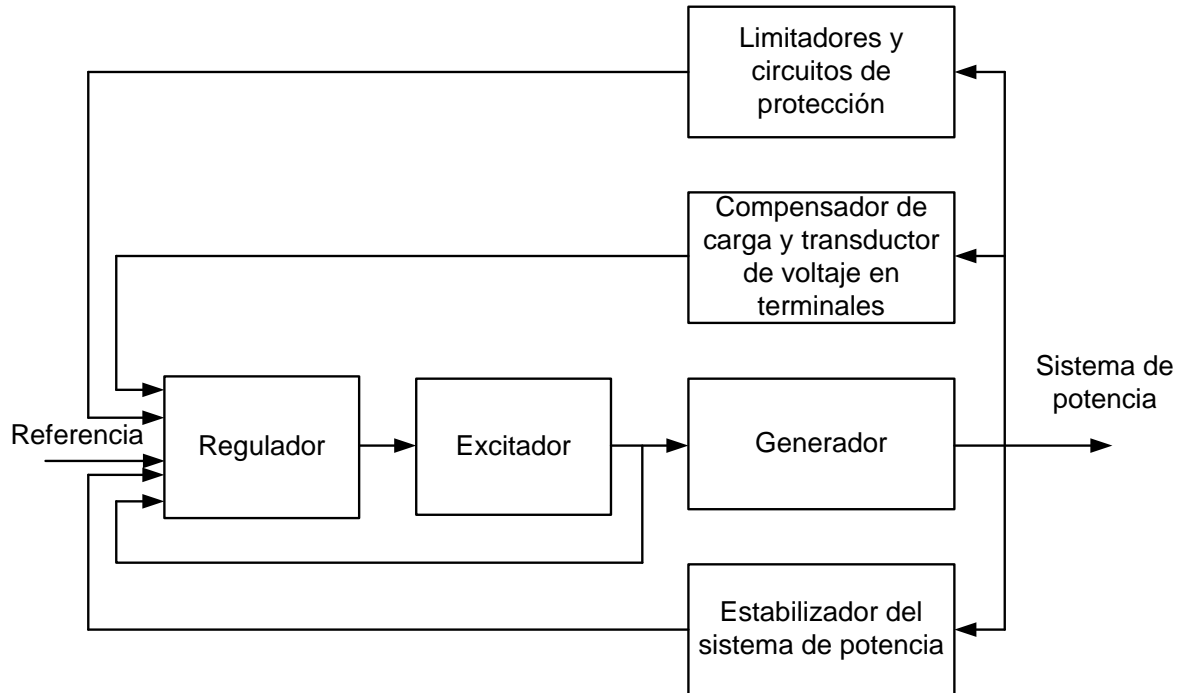 Limitadores y
circuitos de
protección
Compensador de
carga y transductor
de voltaje en
terminales
Sistema de
potencia
Referencia
Regulador
Excitador
Generador
Estabilizador del
sistema de potencia